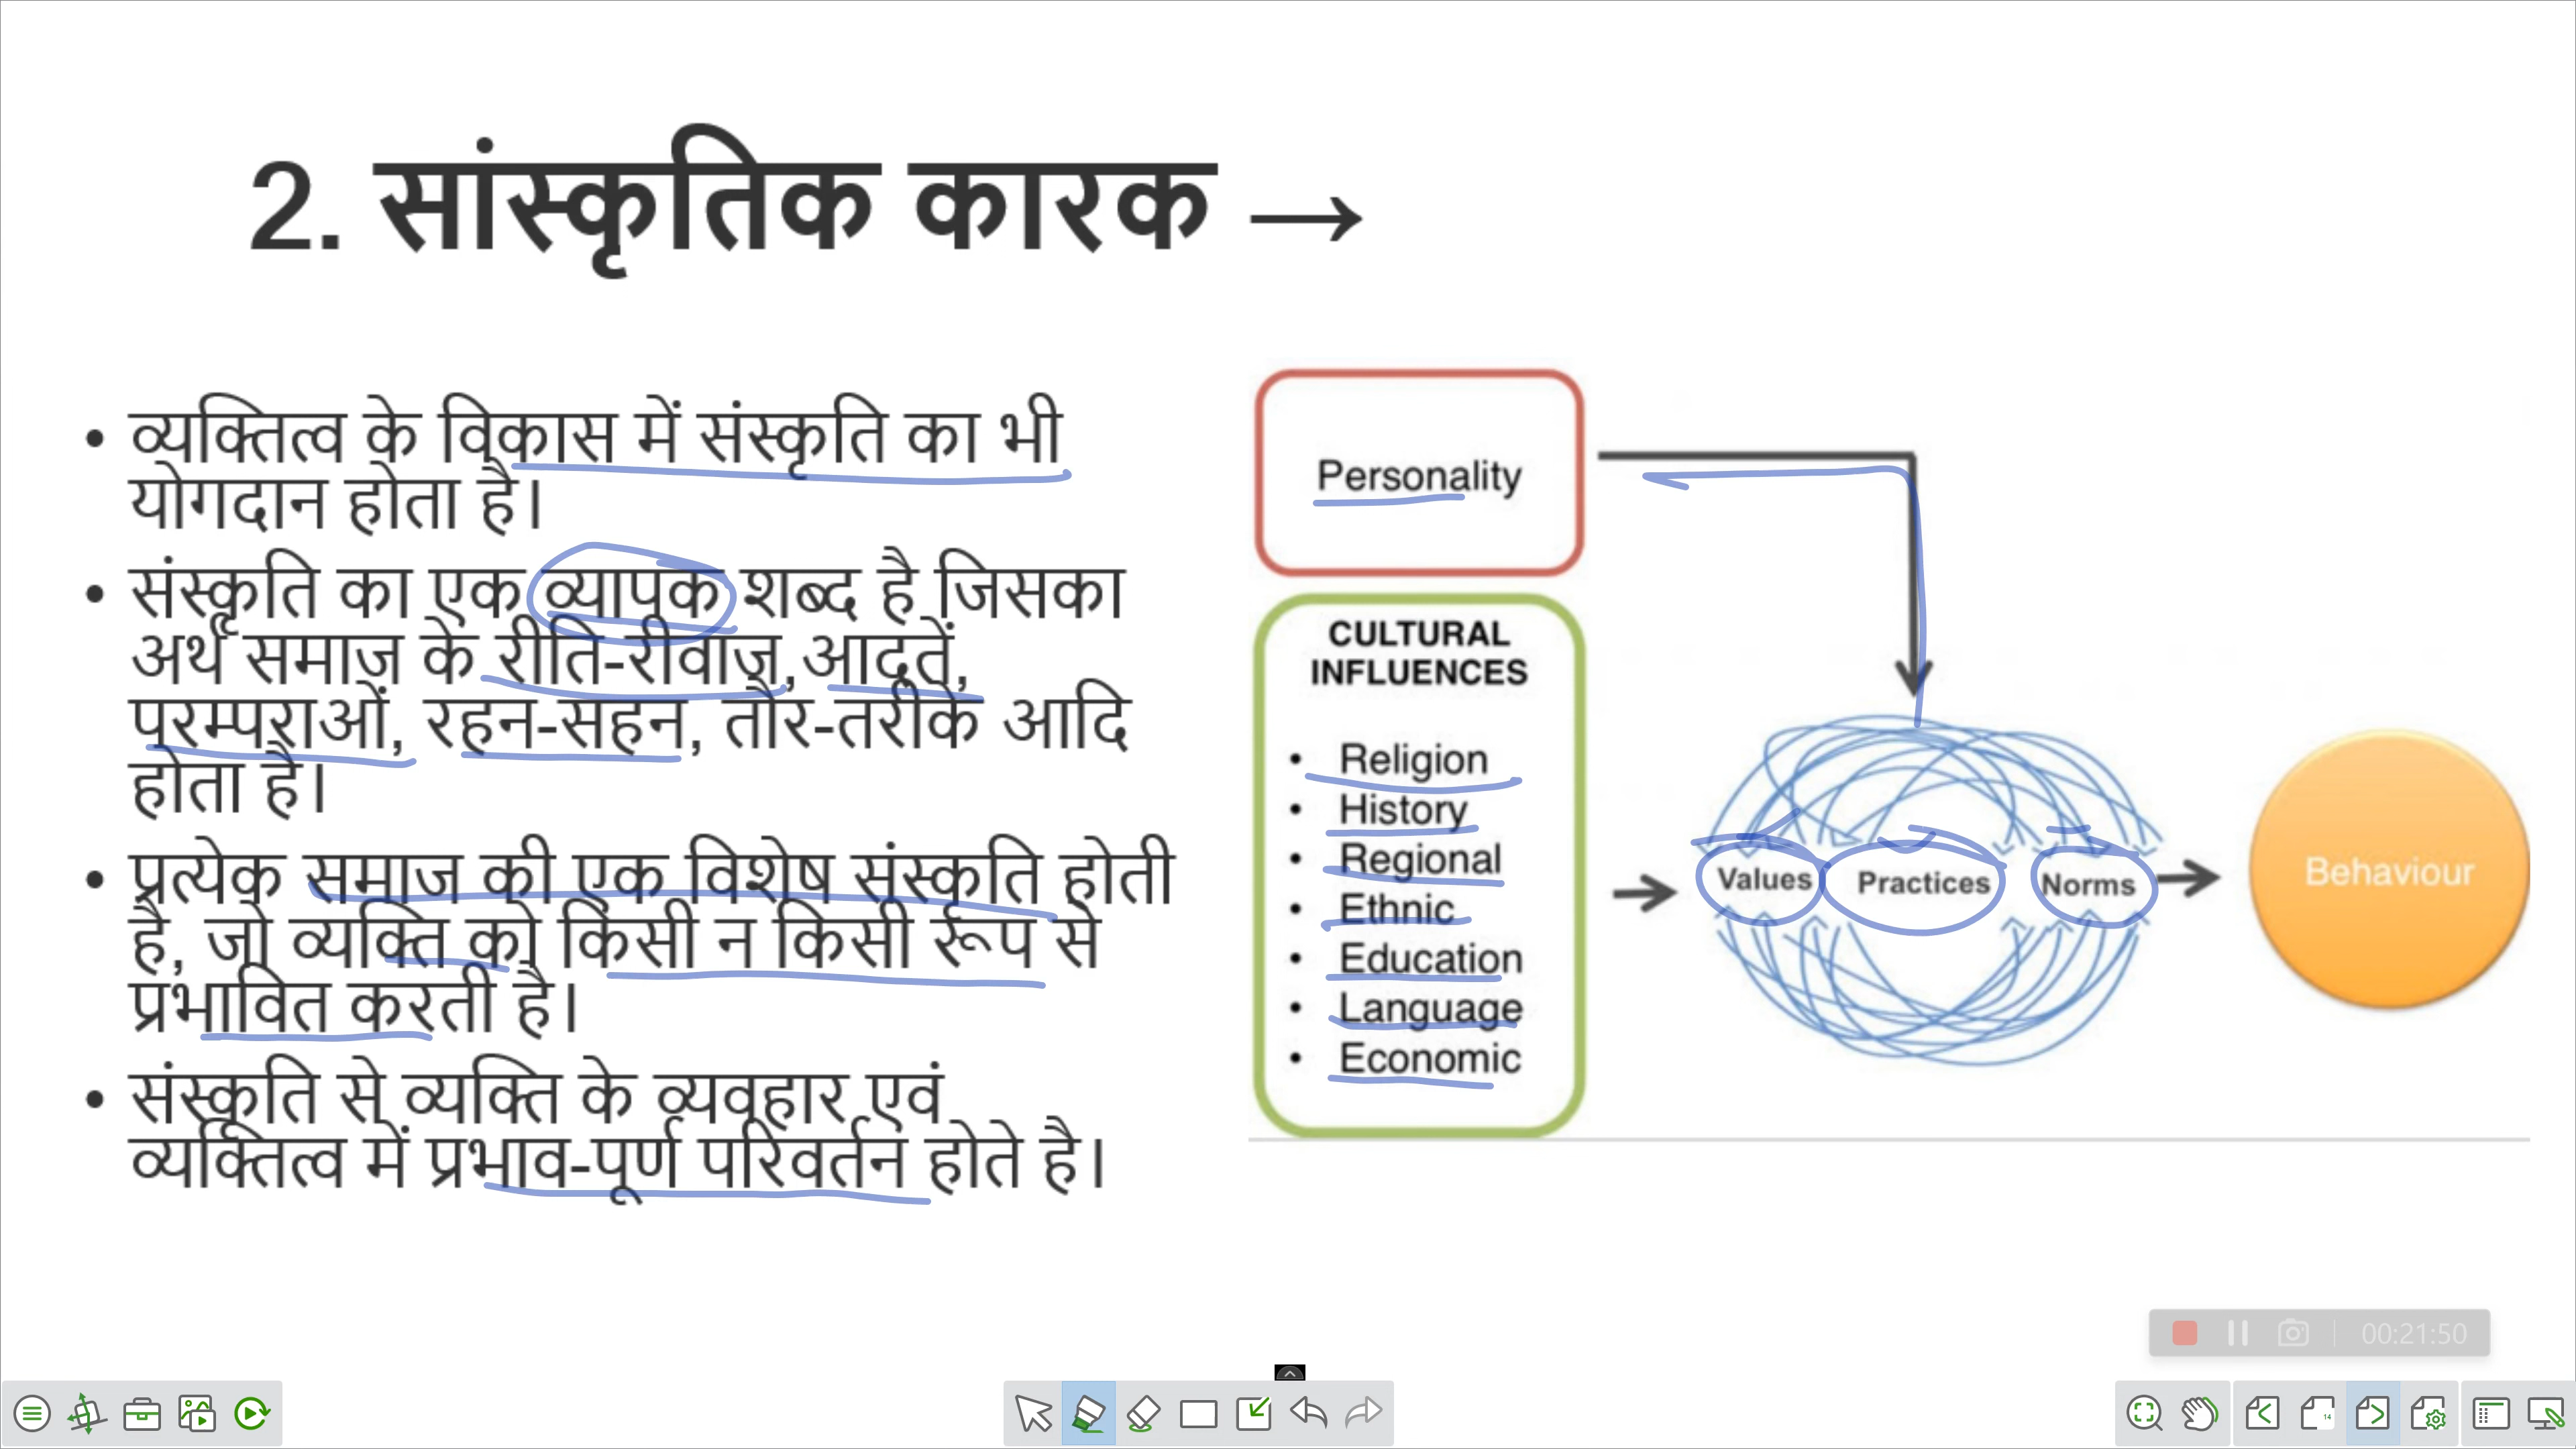 2. सांस्कृतिक कारक →
• व्यक्तित्व के विकास में संस्कृति का भी
योगदान होता है।
• संस्कृति का एक व्यापक शब्द है जिसका
अर्थ समाज के रीति-रीवाज,आदतें,
परम्पराओं, रहन-सहन, तौर-तरीके आदि
होता है।
• प्रत्येक समाज की एक विशेष संस्कृति होती
है, जो व्यक्ति को किसी न किसी रूप से
प्रभावित करती है।
• संस्कृति से व्यक्ति के व्यवहार एवं
व्यक्तित्व में प्रभाव-पूर्ण परिवर्तन होते है।
Personality
CULTURAL
INFLUENCES
• Religion
• History
• Regional
• Ethnic
• Education
• Language
• Economic
Values Practices Norms
Behaviour
00:21:50
14